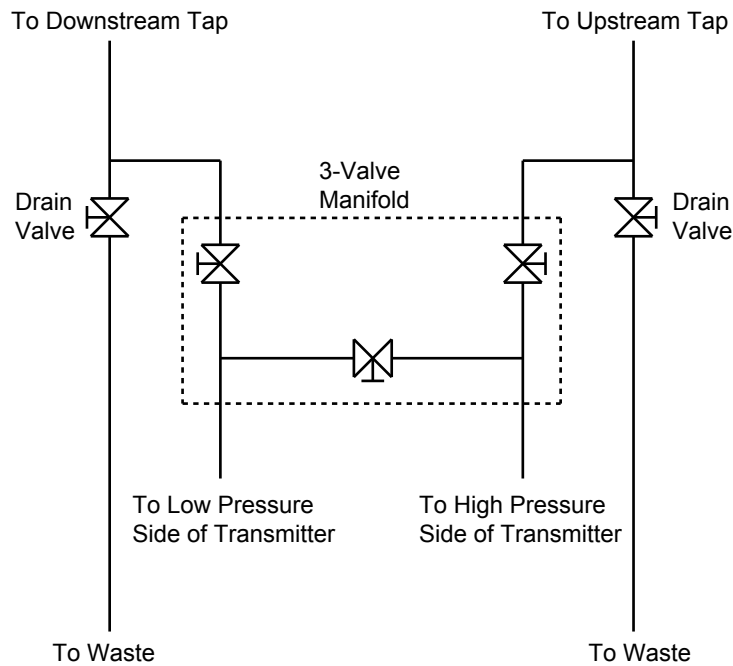 To Downstream Tap
To Upstream Tap
3-Valve
Manifold
Drain
Valve
Drain
Valve
To Low Pressure
Side of Transmitter
To High Pressure
Side of Transmitter
To Waste
To Waste